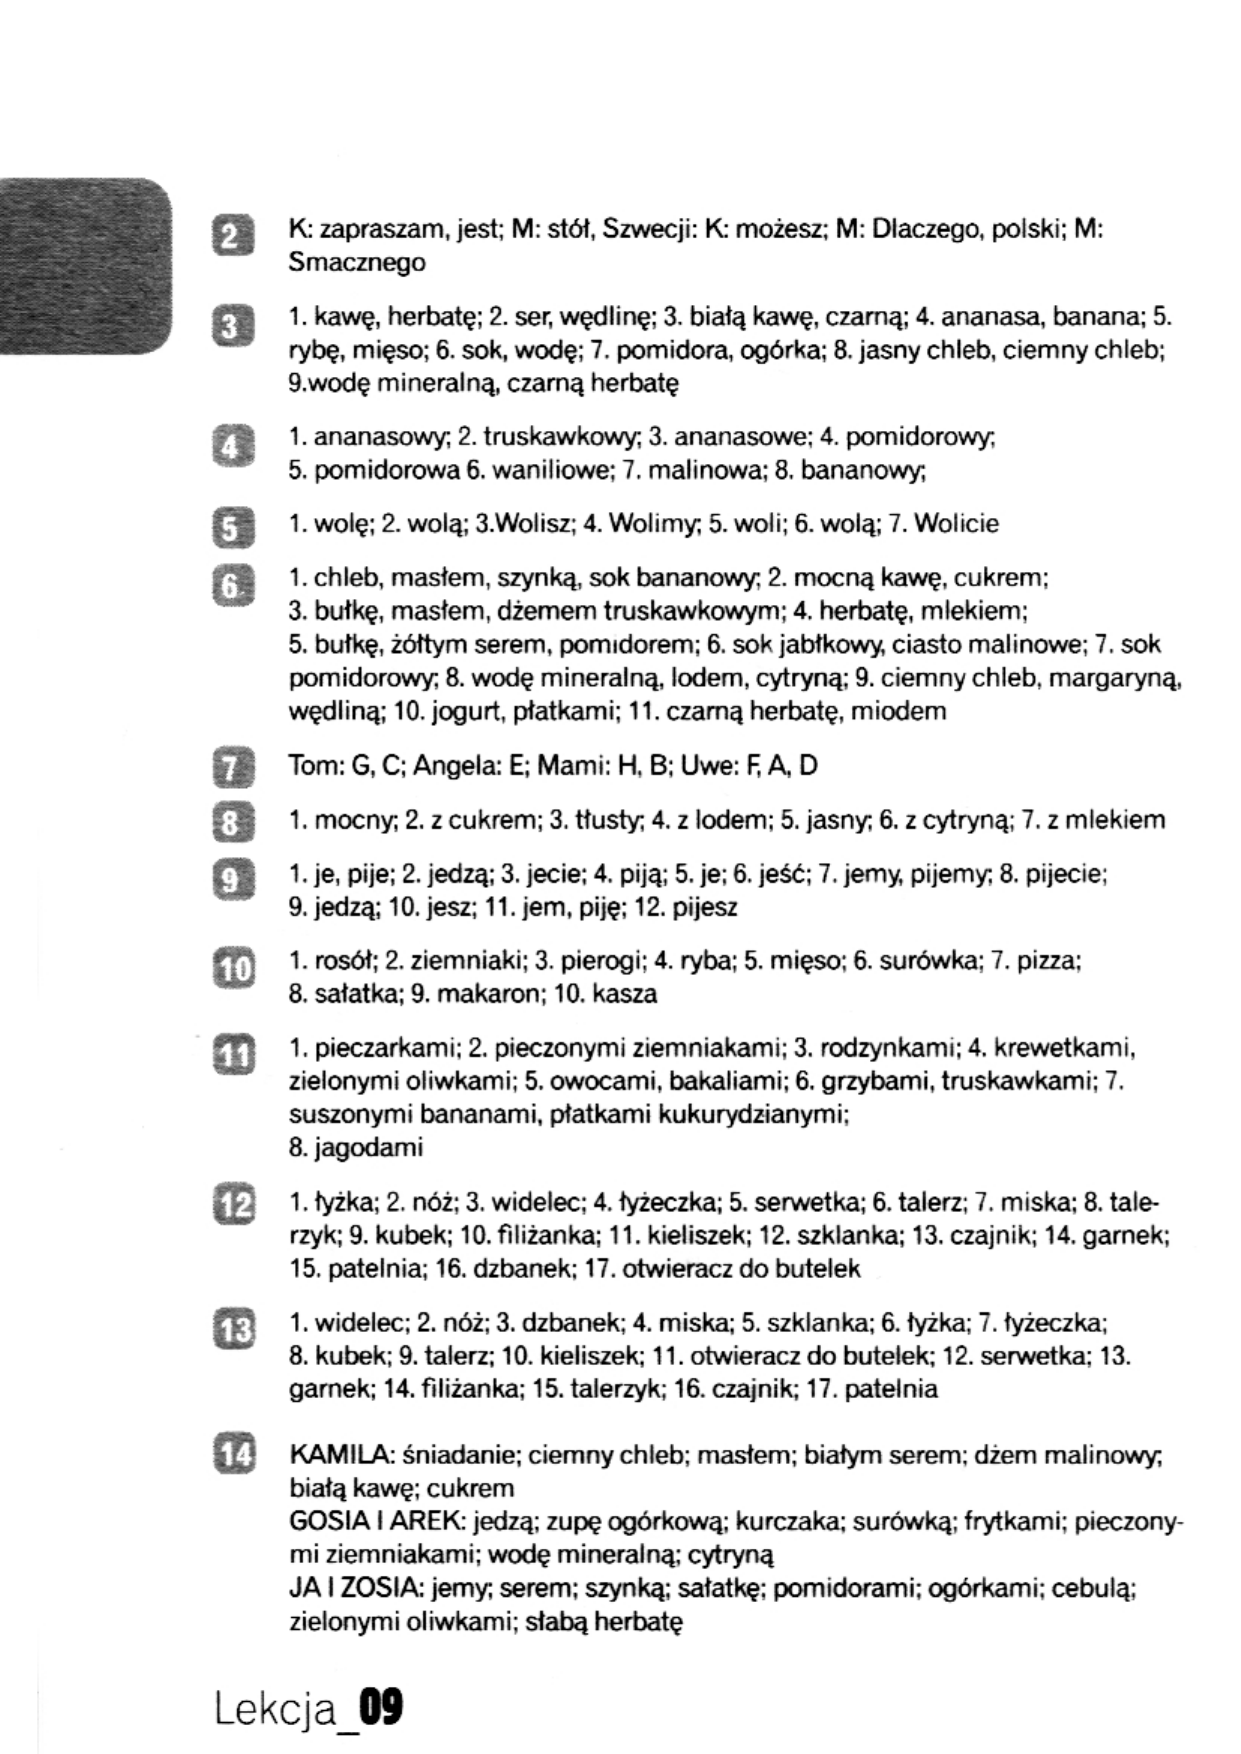 2 K: zapraszam, jest; M: stół, Szwecji: K: możesz; M: Dlaczego, polski; M:
Smacznego
3 1. kawę, herbatę; 2. ser, wędlinę; 3. białą kawę, czarną; 4. ananasa, banana; 5.
rybę, mięso; 6. sok, wodę; 7. pomidora, ogórka; 8. jasny chleb, ciemny chleb;
9.wodę mineralną, czarną herbatę
4 1. ananasowy; 2. truskawkowy; 3. ananasowe; 4. pomidorowy;
5. pomidorowa 6. waniliowe; 7. malinowa; 8. bananowy;
5 1. wolę; 2. wolą; 3.Wolisz; 4. Wolimy; 5. woli; 6. wolą; 7. Wolicie
6 1. chleb, masłem, szynką, sok bananowy; 2. mocną kawę, cukrem;
3. bułkę, masłem, dżemem truskawkowym; 4. herbatę, mlekiem;
5. bułkę, żółtym serem, pomidorem; 6. sok jabłkowy, ciasto malinowe; 7. sok
pomidorowy; 8. wodę mineralną, lodem, cytryną; 9. ciemny chleb, margaryną,
wędliną; 10. jogurt, płatkami; 11. czarną herbatę, miodem
7 Tom: G, C; Angela: E; Mami: H, B; Uwe: F, A, D
8 1. mocny; 2. z cukrem; 3. tłusty; 4. z lodem; 5. jasny; 6. z cytryną; 7. z mlekiem
9 1. je, pije; 2. jedzą; 3. jecie; 4. piją; 5. je; 6. jeść; 7. jemy, pijemy; 8. pijecie;
9. jedzą; 10. jesz; 11. jem, piję; 12. pijesz
10 1. rosół; 2. ziemniaki; 3. pierogi; 4. ryba; 5. mięso; 6. surówka; 7. pizza;
8. sałatka; 9. makaron; 10. kasza
11 1. pieczarkami; 2. pieczonymi ziemniakami; 3. rodzynkami; 4. krewetkami,
zielonymi oliwkami; 5. owocami, bakaliami; 6. grzybami, truskawkami; 7.
suszonymi bananami, płatkami kukurydzianymi;
8. jagodami
12 1. łyżka; 2. nóż; 3. widelec; 4. łyżeczka; 5. serwetka; 6. talerz; 7. miska; 8. tale-
rzyk; 9. kubek; 10. filiżanka; 11. kieliszek; 12. szklanka; 13. czajnik; 14. garnek;
15. patelnia; 16. dzbanek; 17. otwieracz do butelek
13 1. widelec; 2. nóż; 3. dzbanek; 4. miska; 5. szklanka; 6. łyżka; 7. łyżeczka;
8. kubek; 9. talerz; 10. kieliszek; 11. otwieracz do butelek; 12. serwetka; 13.
garnek; 14. filiżanka; 15. talerzyk; 16. czajnik; 17. patelnia
14 KAMILA: śniadanie; ciemny chleb; masłem; białym serem; dżem malinowy;
białą kawę; cukrem
GOSIA I AREK: jedzą; zupę ogórkową; kurczaka; surówką; frytkami; pieczony-
mi ziemniakami; wodę mineralną; cytryną
JA I ZOSIA: jemy; serem; szynką; sałatkę; pomidorami; ogórkami; cebulą;
zielonymi oliwkami; słabą herbatę
Lekcja_09